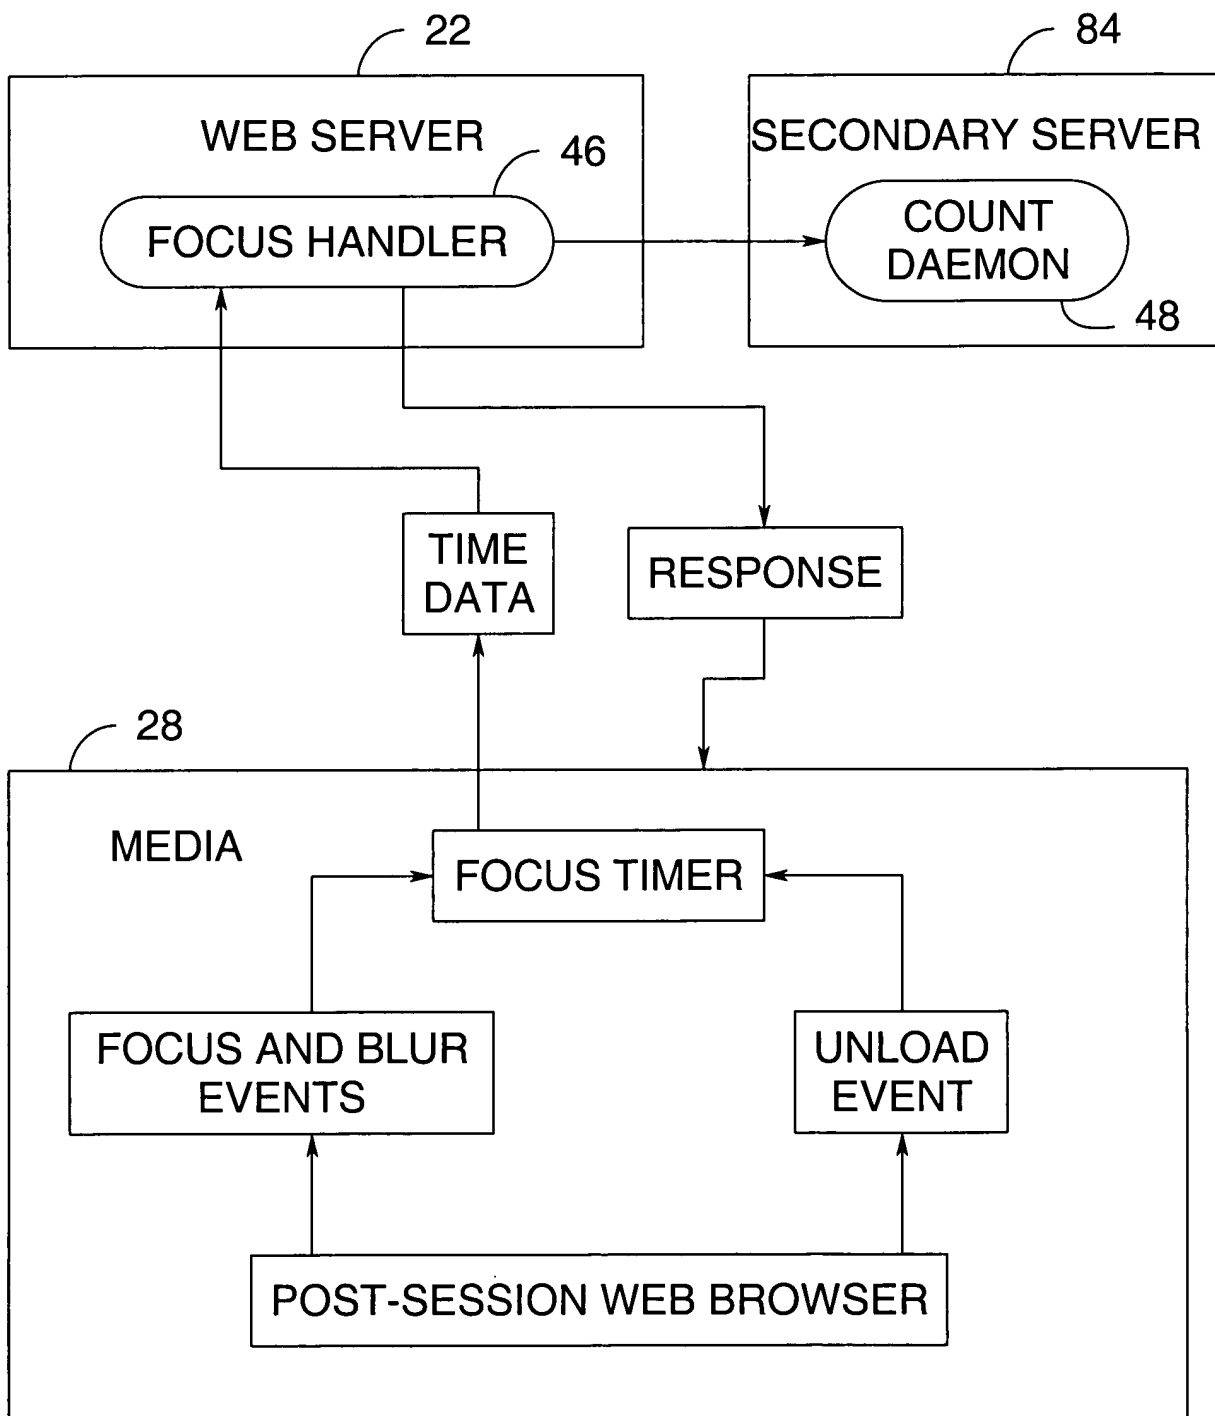 22
84
WEB SERVER
SECONDARY SERVER
46
FOCUS HANDLER
COUNT
DAEMON
48
TIME
DATA
RESPONSE
28
MEDIA
FOCUS TIMER
FOCUS AND BLUR
EVENTS
UNLOAD
EVENT
POST-SESSION WEB BROWSER